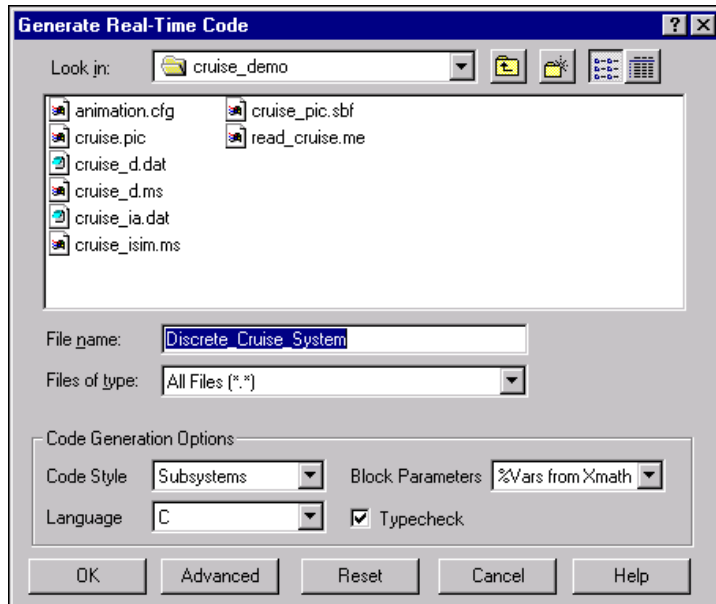 Generate Real-Time Code
Look in: cruise_demo
animation.cfg cruise_pic.sbf
cruise.pic read_cruise.me
cruise_d.dat
cruise_d.ms
cruise_ia.dat
cruise_isim.ms
File name: Discrete_Cruise_System
Files of type: All Files (*.*)
Code Generation Options
Code Style Subsystems Block Parameters %Vars from Xmath
Language C Typecheck
OK Advanced Reset Cancel Help